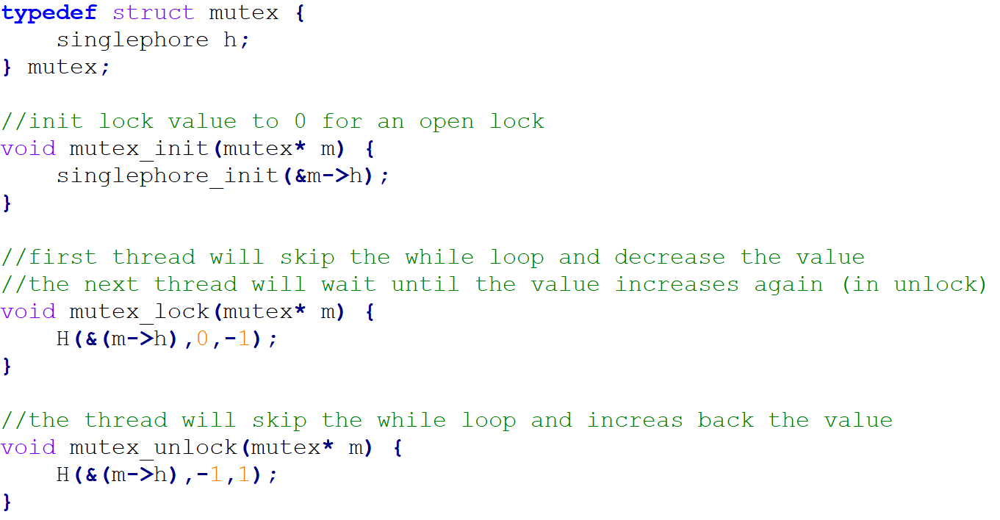 typedef struct mutex {
    singlephore h;
} mutex;

//init lock value to 0 for an open lock
void mutex_init(mutex* m) {
    singlephore_init(&m->h);
}

//first thread will skip the while loop and decrease the value
//the next thread will wait until the value increases again (in unlock)
void mutex_lock(mutex* m) {
    H(&(m->h),0,-1);
}

//the thread will skip the while loop and increas back the value
void mutex_unlock(mutex* m) {
    H(&(m->h),-1,1);
}